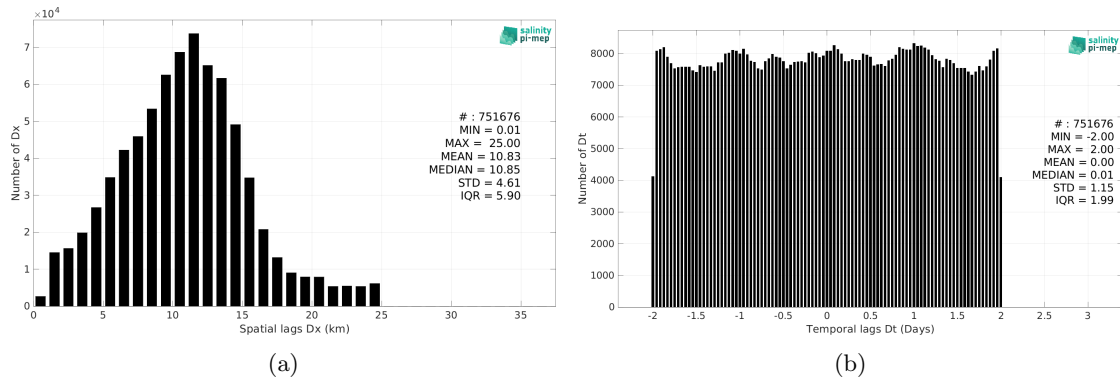 ×10⁴
salinity
pi-mep
7
6
5
4
3
2
1
0
Number of Dx
# : 751676
MIN = 0.01
MAX = 25.00
MEAN = 10.83
MEDIAN = 10.85
STD = 4.61
IQR = 5.90
0 5 10 15 20 25 30 35
Spatial lags Dx (km)
(a)
salinity
pi-mep
8000
7000
6000
5000
4000
3000
2000
1000
0
Number of Dt
# : 751676
MIN = -2.00
MAX = 2.00
MEAN = 0.00
MEDIAN = 0.01
STD = 1.15
IQR = 1.99
-2 -1.5 -1 -0.5 0 0.5 1 1.5 2 2.5 3
Temporal lags Dt (Days)
(b)